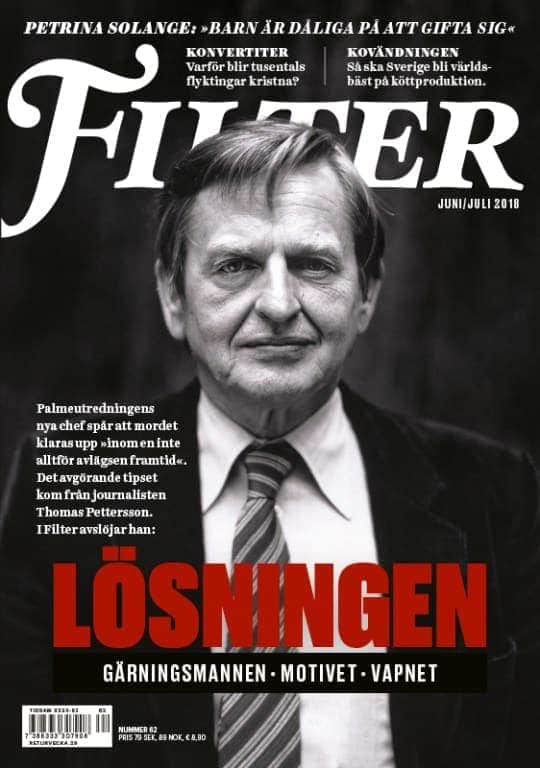 PETRINA SOLANGE: »BARN ÄR DÅLIGA PÅ ATT GIFTA SIG«
KONVERTITER
Varför blir tusentals
flyktingar kristna?
KOVÄNDNINGEN
Så ska Sverige bli världs-
bäst på köttproduktion.
FILTER
JUNI/JULI 2018
Palmeutredningens
nya chef spår att mordet
klaras upp »inom en inte
alltför avlägsen framtid«.
Det avgörande tipset
kom från journalisten
Thomas Pettersson.
I Filter avslöjar han:
LÖSNINGEN
GÄRNINGSMANNEN · MOTIVET · VAPNET
NUMMER 62
PRIS 79 SEK, 89 NOK, € 8,90
RETURVECKA 29